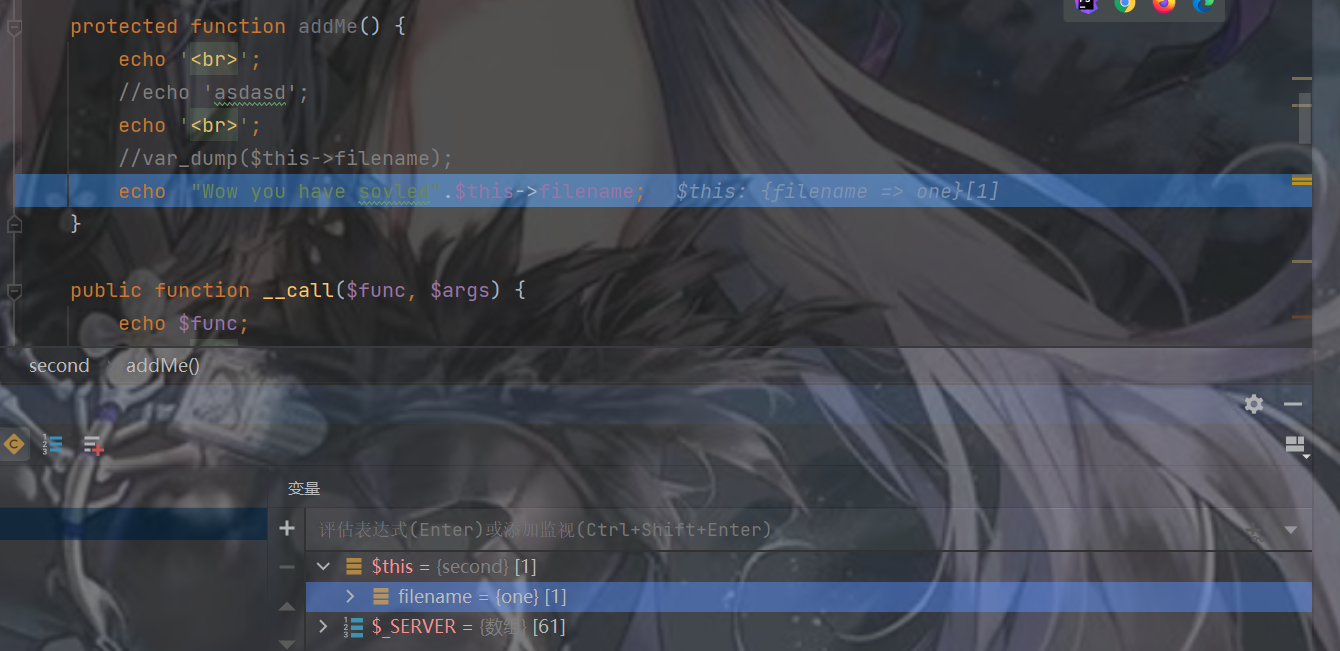 protected function addMe() {
echo '<br>';
//echo 'asdasd';
echo '<br>';
//var_dump($this->filename);
echo "Wow you have sovled".$this->filename; $this: {filename => one}[1]
}
public function __call($func, $args) {
echo $func;
second addMe()
变量
评估表达式(Enter)或添加监视(Ctrl+Shift+Enter)
$this = {second} [1]
filename = {one} [1]
$_SERVER = {数组} [61]